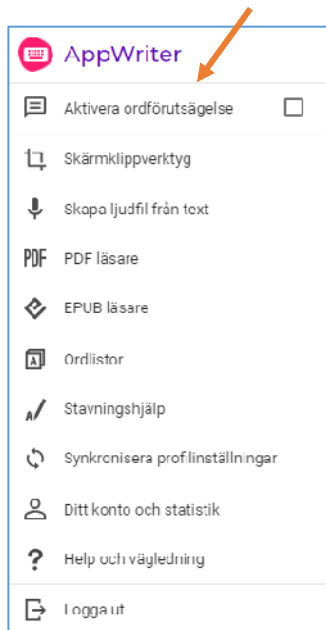 AppWriter
Aktivera ordförutsägelse
Skärmklippverktyg
Skapa ljudfil från text
PDF PDF läsare
EPUB läsare
A Ordlistor
A Stavningshjälp
Synkronisera profilinställningar
Ditt konto och statistik
? Help och vägledning
Logga ut